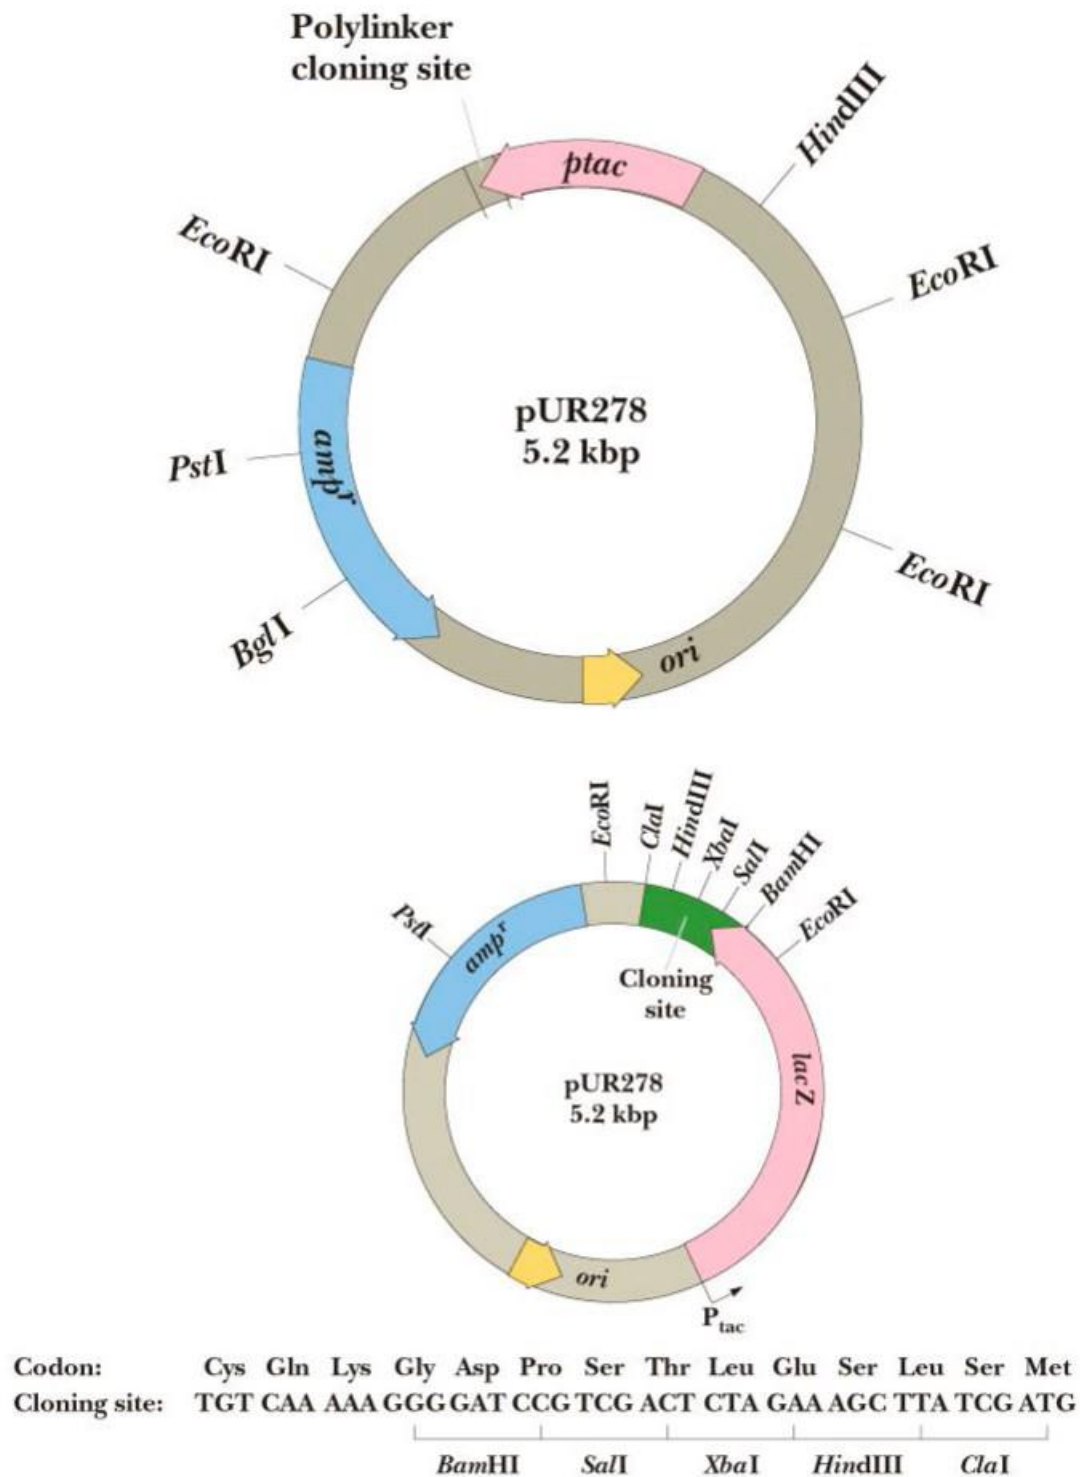 Polylinker
cloning site
ptac
HindIII
EcoRI
EcoRI
pUR278
5.2 kbp
ampʳ
PstI
EcoRI
BglI
ori
EcoRI
ClaI
HindIII
XbaI
SalI
BamHI
EcoRI
PstI
ampʳ
Cloning
site
lacZ
pUR278
5.2 kbp
ori
Ptac
Codon: Cys Gln Lys Gly Asp Pro Ser Thr Leu Glu Ser Leu Ser Met
Cloning site: TGT CAA AAA GGG GAT CCG TCG ACT CTA GAA AGC TTA TCG ATG
BamHI SalI XbaI HindIII ClaI